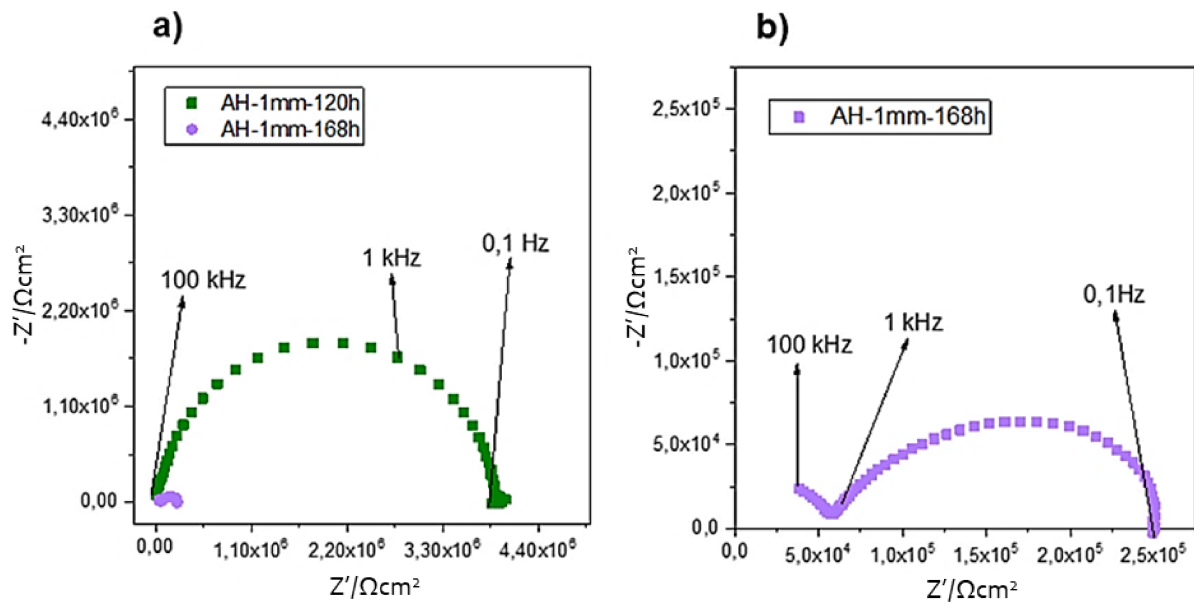 a)
AH-1mm-120h
AH-1mm-168h
4,40x10⁶
3,30x10⁶
2,20x10⁶
1,10x10⁶
0,00
-Z'/Ωcm²
100 kHz
1 kHz
0,1 Hz
0,00
1,10x10⁶
2,20x10⁶
3,30x10⁶
4,40x10⁶
Z'/Ωcm²
b)
AH-1mm-168h
2,5x10⁵
2,0x10⁵
1,5x10⁵
1,0x10⁵
5,0x10⁴
0,0
-Z'/Ωcm²
100 kHz
1 kHz
0,1Hz
0,0
5,0x10⁴
1,0x10⁵
1,5x10⁵
2,0x10⁵
2,5x10⁵
Z'/Ωcm²